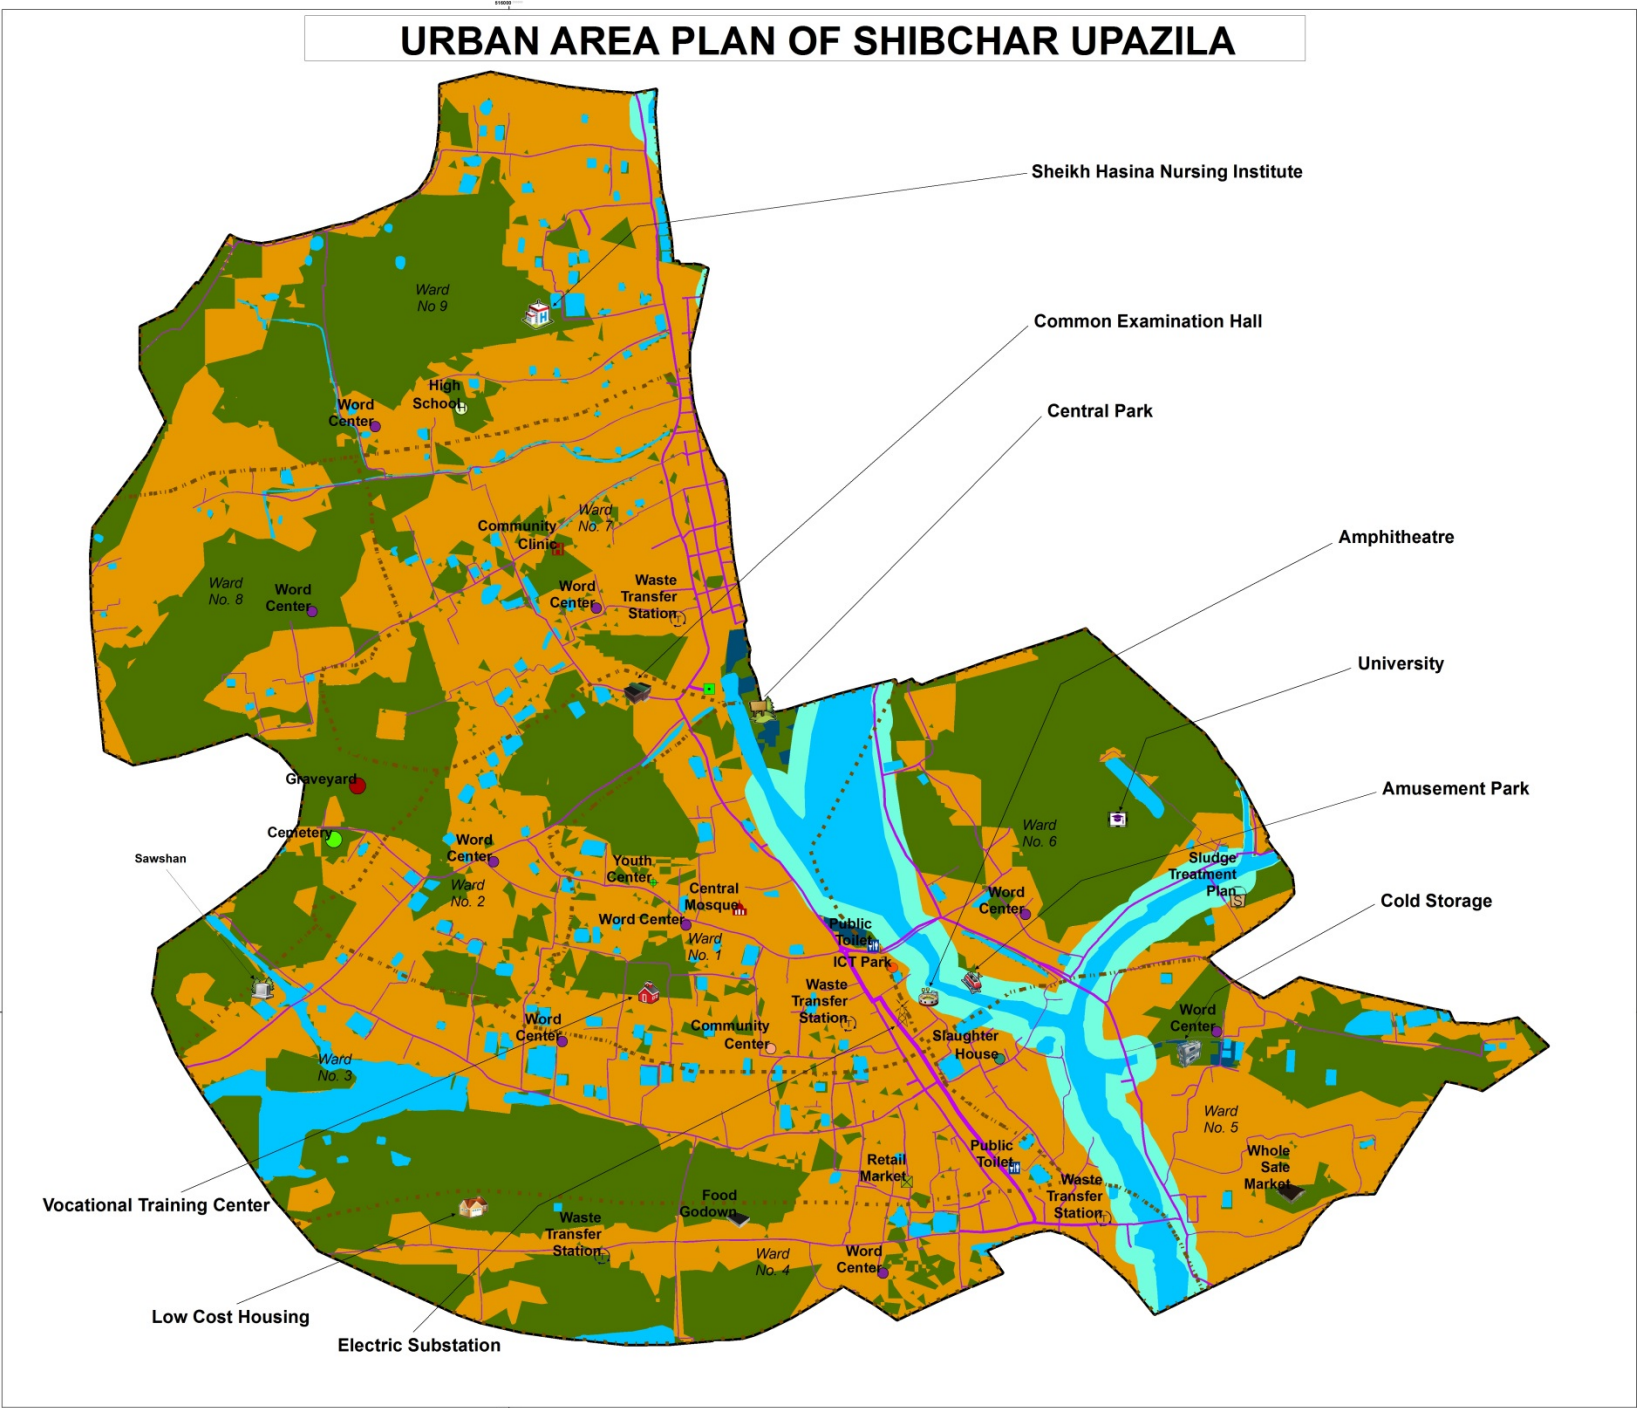 516000
URBAN AREA PLAN OF SHIBCHAR UPAZILA
Sheikh Hasina Nursing Institute
Ward
No 9
Common Examination Hall
High
School
Word
Center
Central Park
Ward
No. 7
Community
Clinic
Amphitheatre
Ward
No. 8
Word
Center
Word
Center
Waste
Transfer
Station
University
Graveyard
Amusement Park
Cemetery
Ward
No. 6
Sawshan
Word
Center
Youth
Center
Sludge
Treatment
Plan
Ward
No. 2
Central
Mosque
Word
Center
Cold Storage
Word Center
Public
Toilet
Ward
No. 1
ICT Park
Waste
Transfer
Station
Word
Center
Word
Center
Community
Center
Slaughter
House
Ward
No. 3
Ward
No. 5
Public
Toilet
Whole
Sale
Market
Retail
Market
Waste
Transfer
Station
Vocational Training Center
Food
Godown
Waste
Transfer
Station
Ward
No. 4
Word
Center
Low Cost Housing
Electric Substation